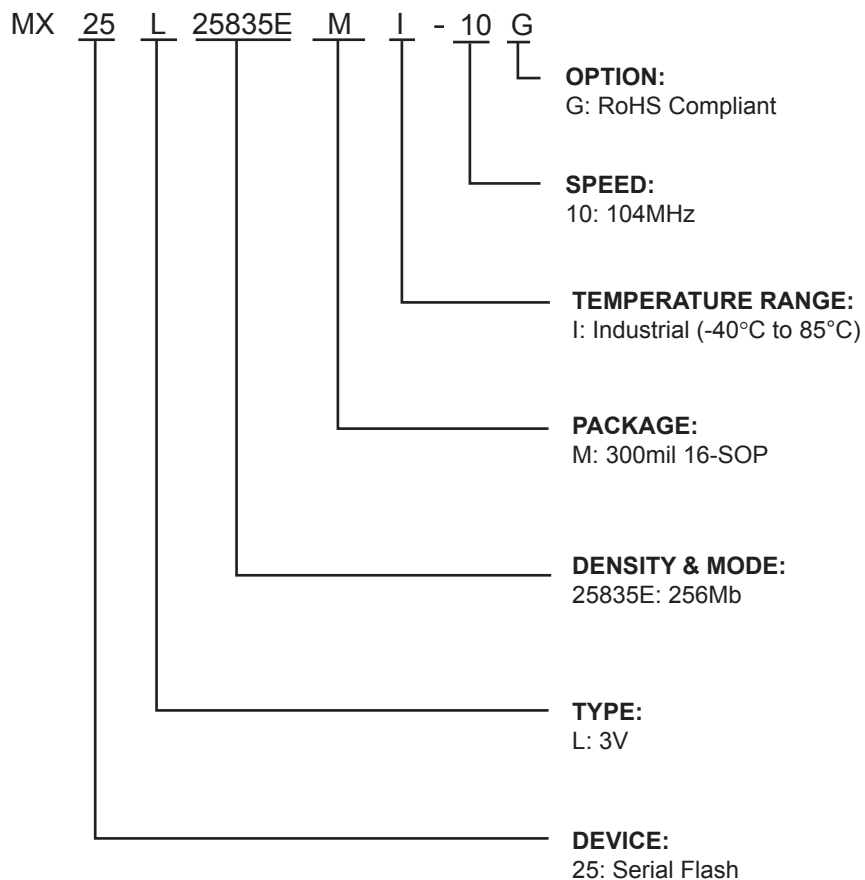 MX 25 L 25835E M I - 10 G
OPTION:
G: RoHS Compliant
SPEED:
10: 104MHz
TEMPERATURE RANGE:
I: Industrial (-40°C to 85°C)
PACKAGE:
M: 300mil 16-SOP
DENSITY & MODE:
25835E: 256Mb
TYPE:
L: 3V
DEVICE:
25: Serial Flash